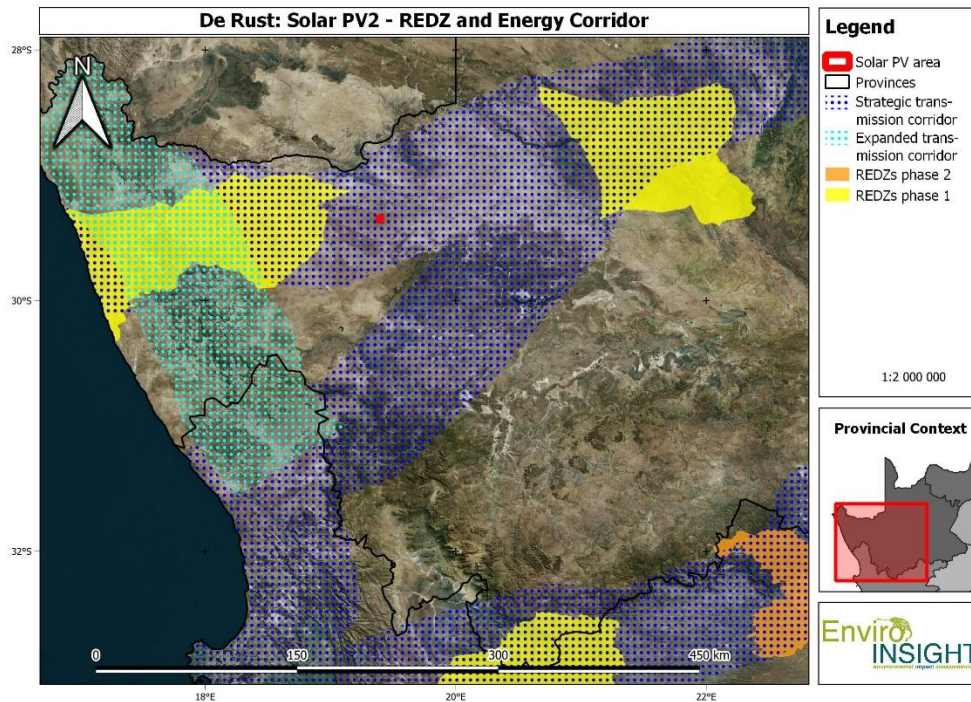 De Rust: Solar PV2 - REDZ and Energy Corridor
28°S
30°S
32°S
N
0
150
300
450 km
18°E
20°E
22°E
Legend
Solar PV area
Provinces
Strategic trans-
mission corridor
Expanded trans-
mission corridor
REDZs phase 2
REDZs phase 1
1:2 000 000
Provincial Context
Enviro
INSIGHT